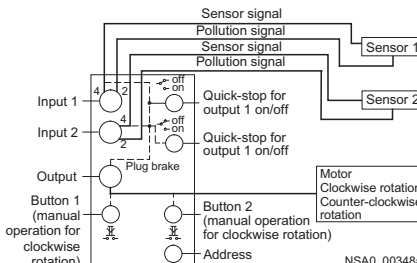 Sensor signal
Pollution signal
Sensor signal
Pollution signal
Sensor 1
Sensor 2
4 2
off
on
Input 1
Quick-stop for
output 1 on/off
4
2
off
on
Input 2
Quick-stop for
output 1 on/off
Plug brake
Output
Motor
Clockwise rotation
Counter-clockwise
rotation
Button 1
(manual
operation for
clockwise
rotation)
Button 2
(manual operation
for clockwise rotation)
Address